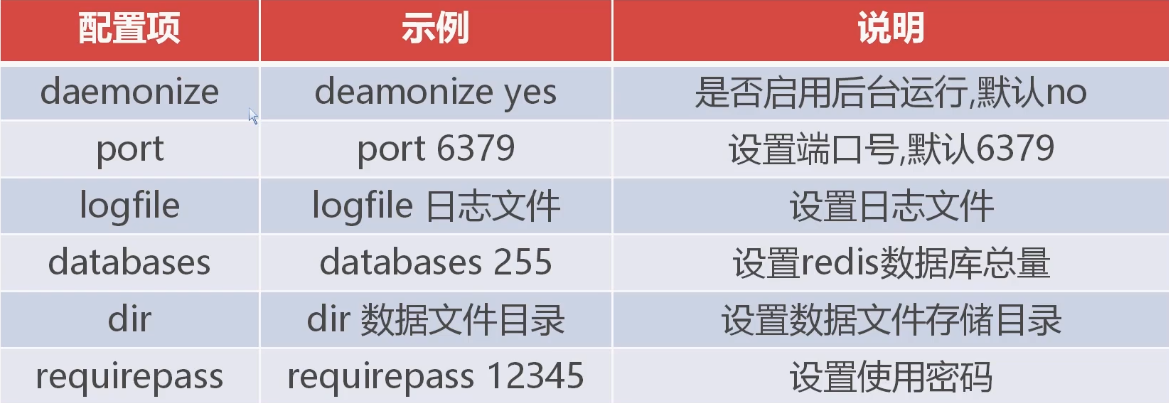 配置项 示例 说明
daemonize deamonize yes 是否启用后台运行,默认no
port port 6379 设置端口号,默认6379
logfile logfile 日志文件 设置日志文件
databases databases 255 设置redis数据库总量
dir dir 数据文件目录 设置数据文件存储目录
requirepass requirepass 12345 设置使用密码